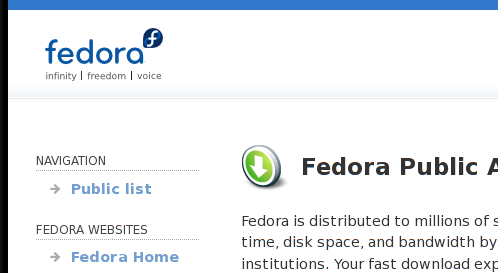 fedora
infinity | freedom | voice
NAVIGATION
Public list
FEDORA WEBSITES
Fedora Home
Fedora Public A
Fedora is distributed to millions of s
time, disk space, and bandwidth by
institutions. Your fast download exp